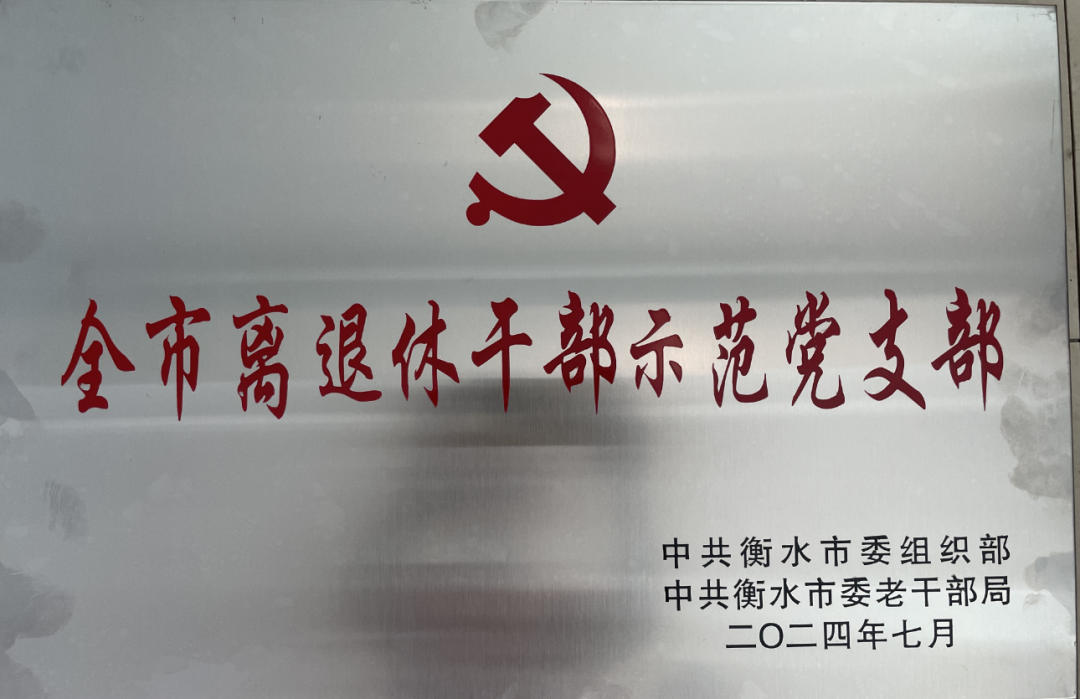 全市离退休干部示范党支部
中共衡水市委组织部
中共衡水市委老干部局
二〇二四年七月